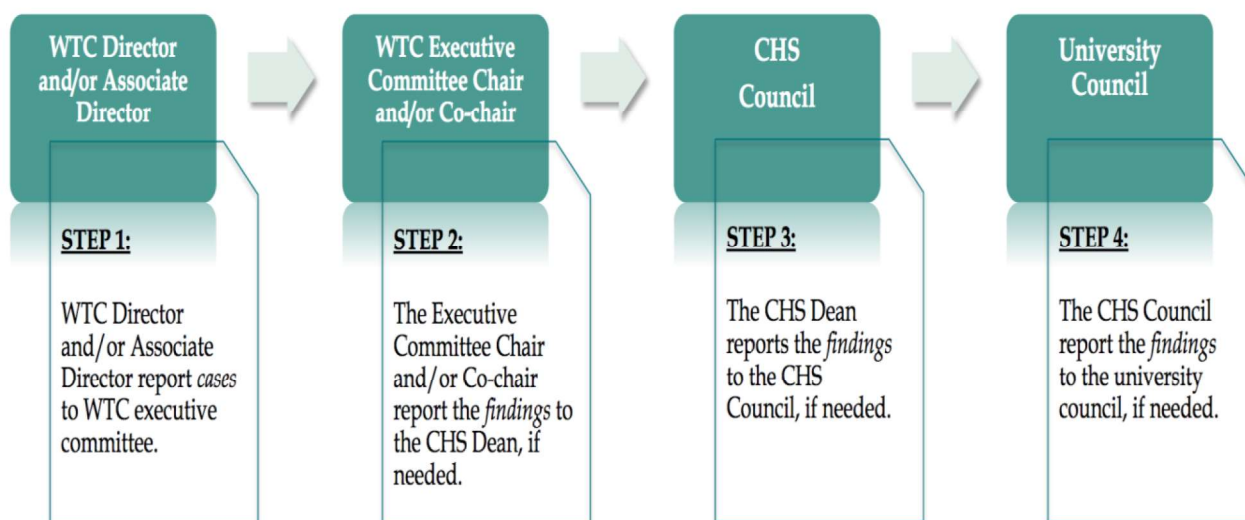 WTC Director
and/or Associate
Director
WTC Executive
Committee Chair
and/or Co-chair
CHS
Council
University
Council
STEP 1:
WTC Director
and/or Associate
Director report cases
to WTC executive
committee.
STEP 2:
The Executive
Committee Chair
and/or Co-chair
report the findings to
the CHS Dean, if
needed.
STEP 3:
The CHS Dean
reports the findings
to the CHS
Council, if needed.
STEP 4:
The CHS Council
report the findings
to the university
council, if needed.